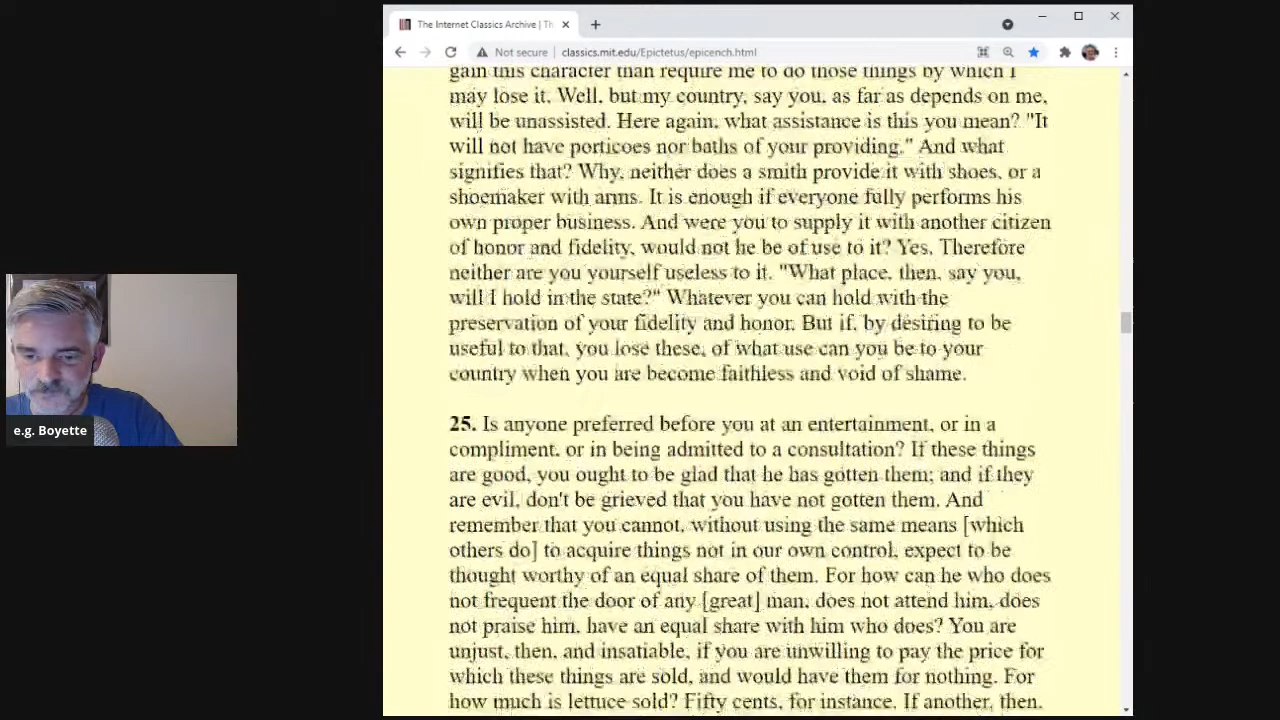 The Internet Classics Archive | Th
Not secure
classics.mit.edu/Epictetus/epicench.html
gain this character than require me to do those things by which I
may lose it. Well, but my country, say you, as far as depends on me,
will be unassisted. Here again, what assistance is this you mean? "It
will not have porticoes nor baths of your providing." And what
signifies that? Why, neither does a smith provide it with shoes, or a
shoemaker with arms. It is enough if everyone fully performs his
own proper business. And were you to supply it with another citizen
of honor and fidelity, would not he be of use to it? Yes. Therefore
neither are you yourself useless to it. "What place, then, say you,
will I hold in the state?" Whatever you can hold with the
preservation of your fidelity and honor. But if, by desiring to be
useful to that, you lose these, of what use can you be to your
country when you are become faithless and void of shame.
25. Is anyone preferred before you at an entertainment, or in a
compliment, or in being admitted to a consultation? If these things
are good, you ought to be glad that he has gotten them; and if they
are evil, don't be grieved that you have not gotten them. And
remember that you cannot, without using the same means [which
others do] to acquire things not in our own control, expect to be
thought worthy of an equal share of them. For how can he who does
not frequent the door of any [great] man, does not attend him, does
not praise him, have an equal share with him who does? You are
unjust, then, and insatiable, if you are unwilling to pay the price for
which these things are sold, and would have them for nothing. For
how much is lettuce sold? Fifty cents, for instance. If another, then,
e.g. Boyette